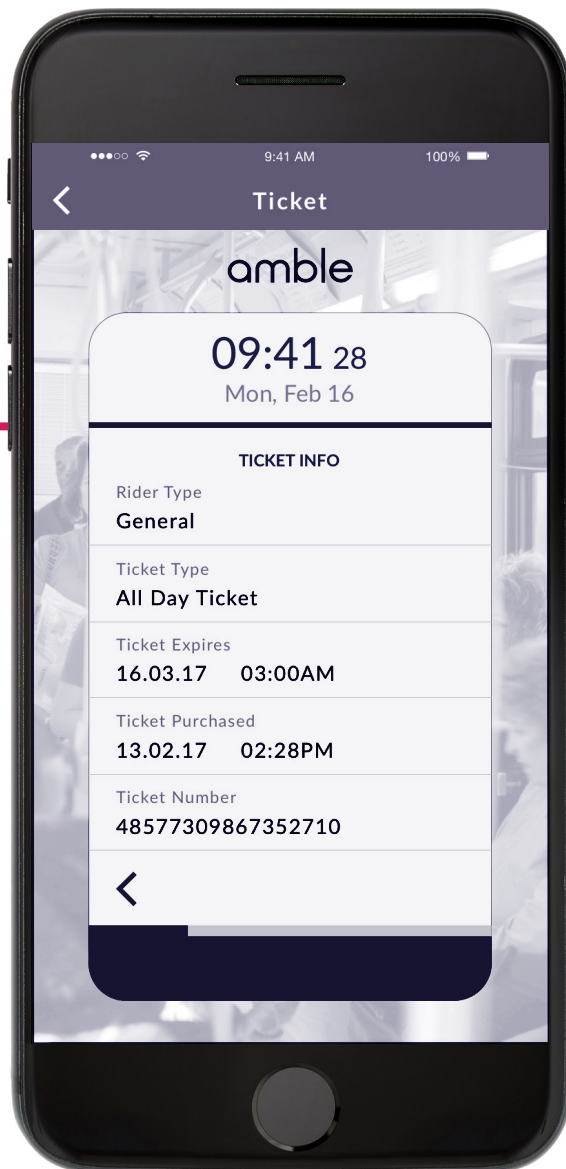 9:41 AM 100%
Ticket
amble
09:41 28
Mon, Feb 16
TICKET INFO
Rider Type
General
Ticket Type
All Day Ticket
Ticket Expires
16.03.17 03:00AM
Ticket Purchased
13.02.17 02:28PM
Ticket Number
48577309867352710